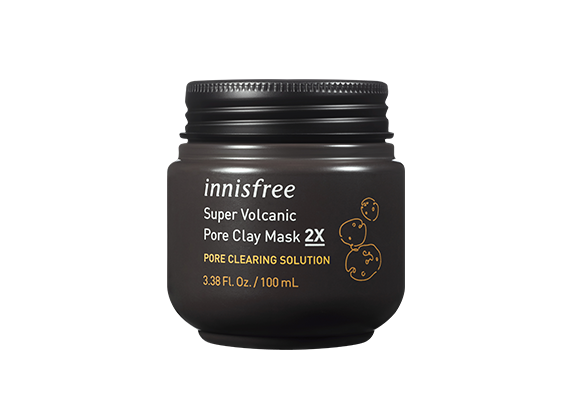 innisfree
Super Volcanic
Pore Clay Mask 2X
PORE CLEARING SOLUTION
3.38 Fl. Oz. / 100 mL